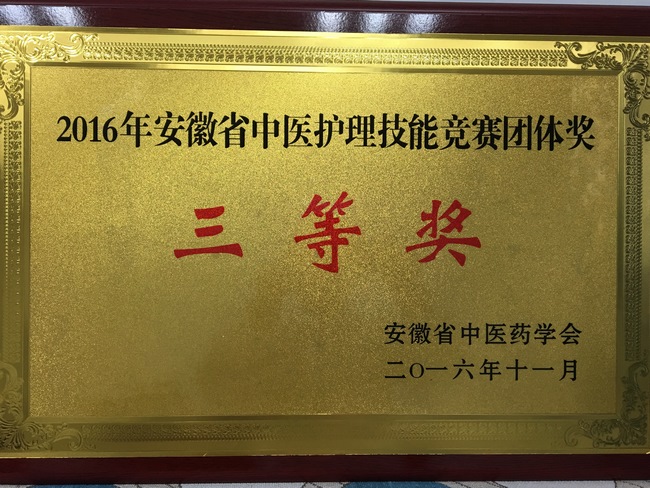 2016年安徽省中医护理技能竞赛团体奖
三等奖
安徽省中医药学会
二O一六年十一月